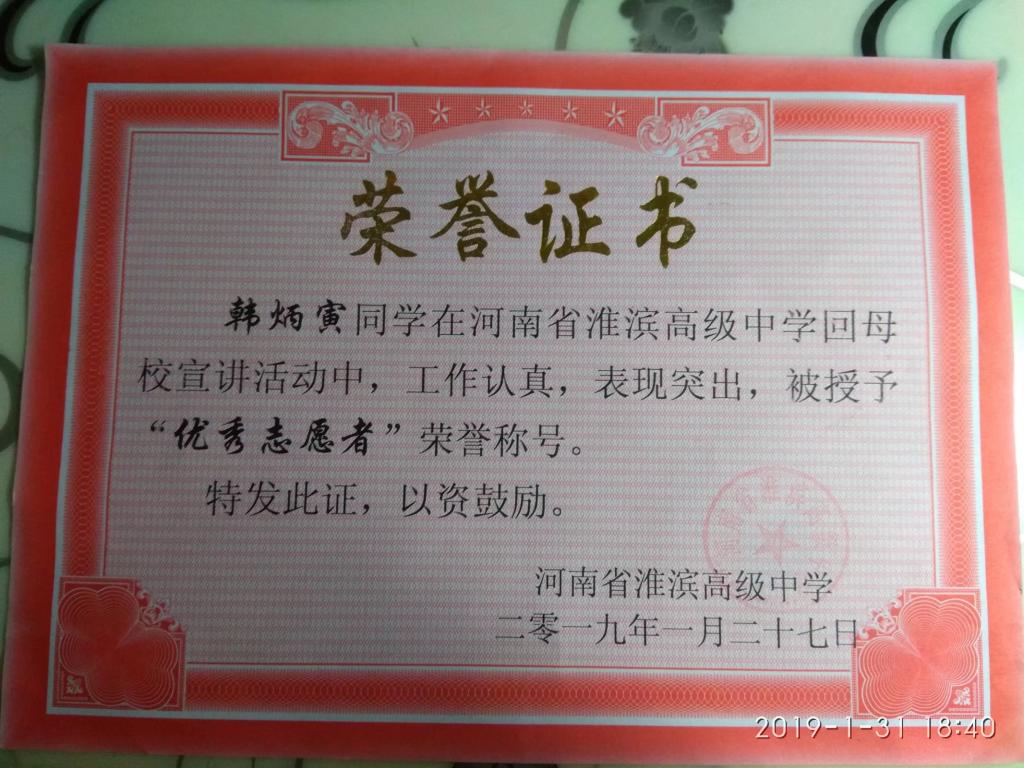 荣誉证书
韩炳寅同学在河南省淮滨高级中学回母
校宣讲活动中，工作认真，表现突出，被授予
“优秀志愿者”荣誉称号。
特发此证，以资鼓励。
河南省淮滨高级中学
二零一九年一月二十七日
2019-1-31 18:40